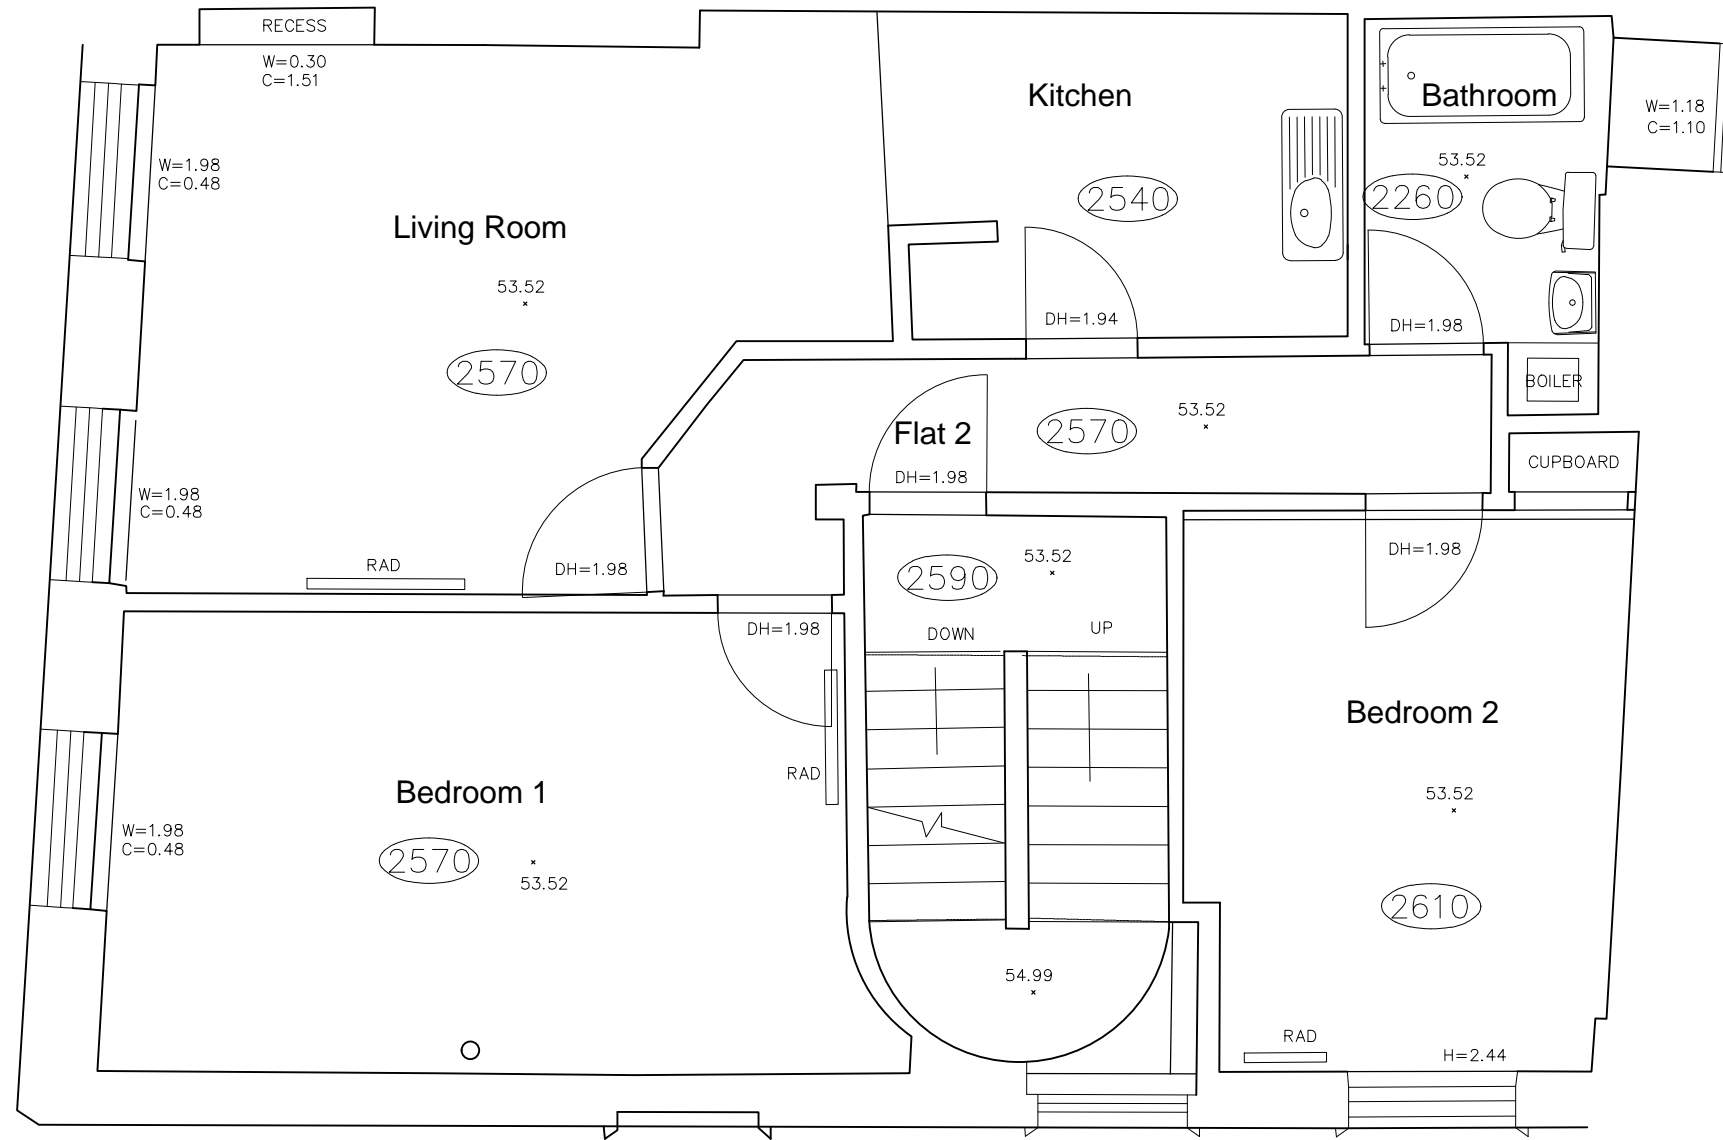 RECESS
W=0.30
C=1.51
Kitchen
Bathroom
W=1.18
C=1.10
W=1.98
C=0.48
53.52
2540
2260
Living Room
53.52
DH=1.94
DH=1.98
2570
BOILER
53.52
Flat 2
2570
CUPBOARD
DH=1.98
W=1.98
C=0.48
RAD
DH=1.98
53.52
2590
DH=1.98
DOWN
UP
DH=1.98
Bedroom 2
RAD
Bedroom 1
53.52
W=1.98
C=0.48
2570
53.52
2610
54.99
RAD
H=2.44